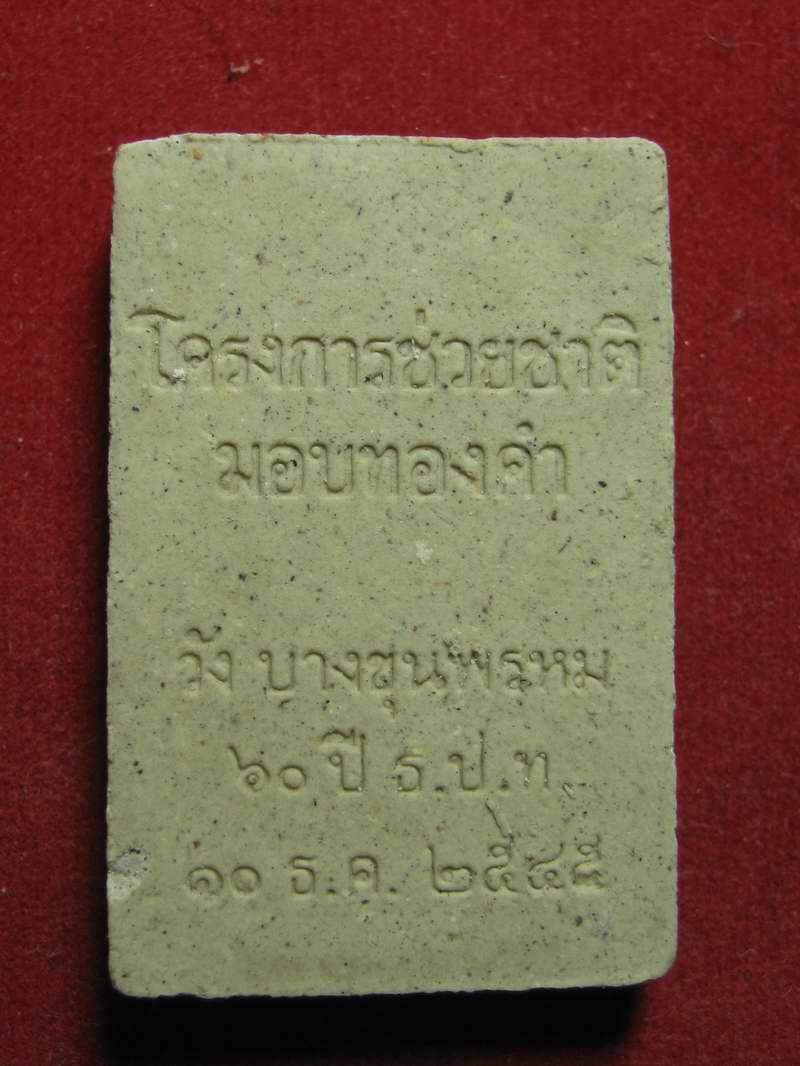 โครงการช่วยชาติ
มอบทองคำ
วัง บางขุนพรหม
๖๐ ปี ธ.ป.ท.
๑๑ ธ.ค. ๒๕๔๕